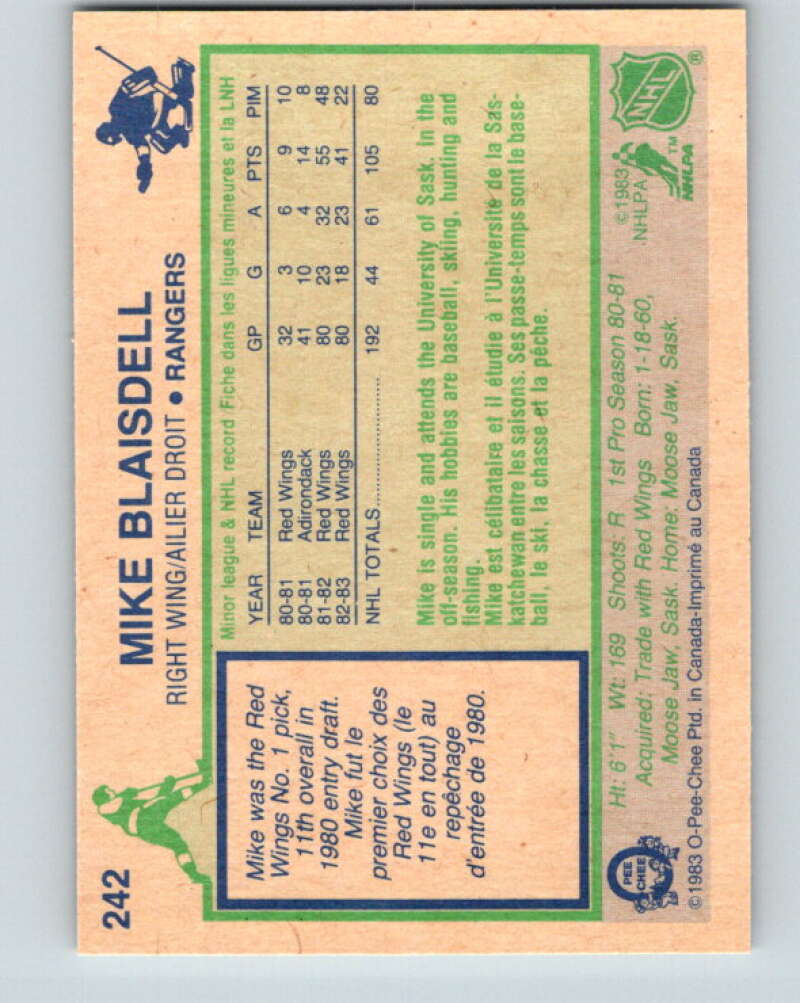 242
MIKE BLAISDELL
RIGHT WING/AILIER DROIT • RANGERS
Mike was the Red
Wings No. 1 pick,
11th overall in
1980 entry draft.
Mike fut le
premier choix des
Red Wings (le
11e en tout) au
repêchage
d'entrée de 1980.
Minor league & NHL record/Fiche dans les ligues mineures et la LNH
YEAR TEAM GP G A PTS PIM
80-81 Red Wings 32 3 6 9 10
80-81 Adirondack 41 10 4 14 8
81-82 Red Wings 80 23 32 55 48
82-83 Red Wings 80 18 23 41 22
NHL TOTALS 192 44 61 105 80
Mike is single and attends the University of Sask. in the
off-season. His hobbies are baseball, skiing, hunting and
fishing.
Mike est célibataire et il étudie à l'Université de la Sas-
katchewan entre les saisons. Ses passe-temps sont le base-
ball, le ski, la chasse et la pêche.
Ht: 6'1" Wt: 169 Shoots: R 1st Pro Season 80-81
Acquired: Trade with Red Wings Born: 1-18-60,
Moose Jaw, Sask. Home: Moose Jaw, Sask.
©1983 O-Pee-Chee Ptd. in Canada-Imprimé au Canada
O PEE CHEE
©1983
NHLPA
NHLPA TM
NHL ®